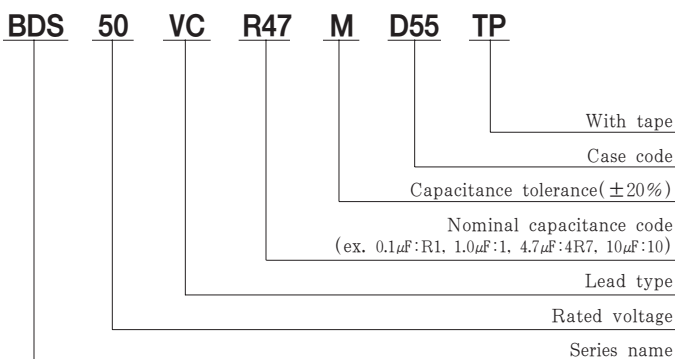 BDS 50 VC R47 M D55 TP
With tape
Case code
Capacitance tolerance(±20%)
Nominal capacitance code
(ex. 0.1μF:R1, 1.0μF:1, 4.7μF:4R7, 10μF:10)
Lead type
Rated voltage
Series name